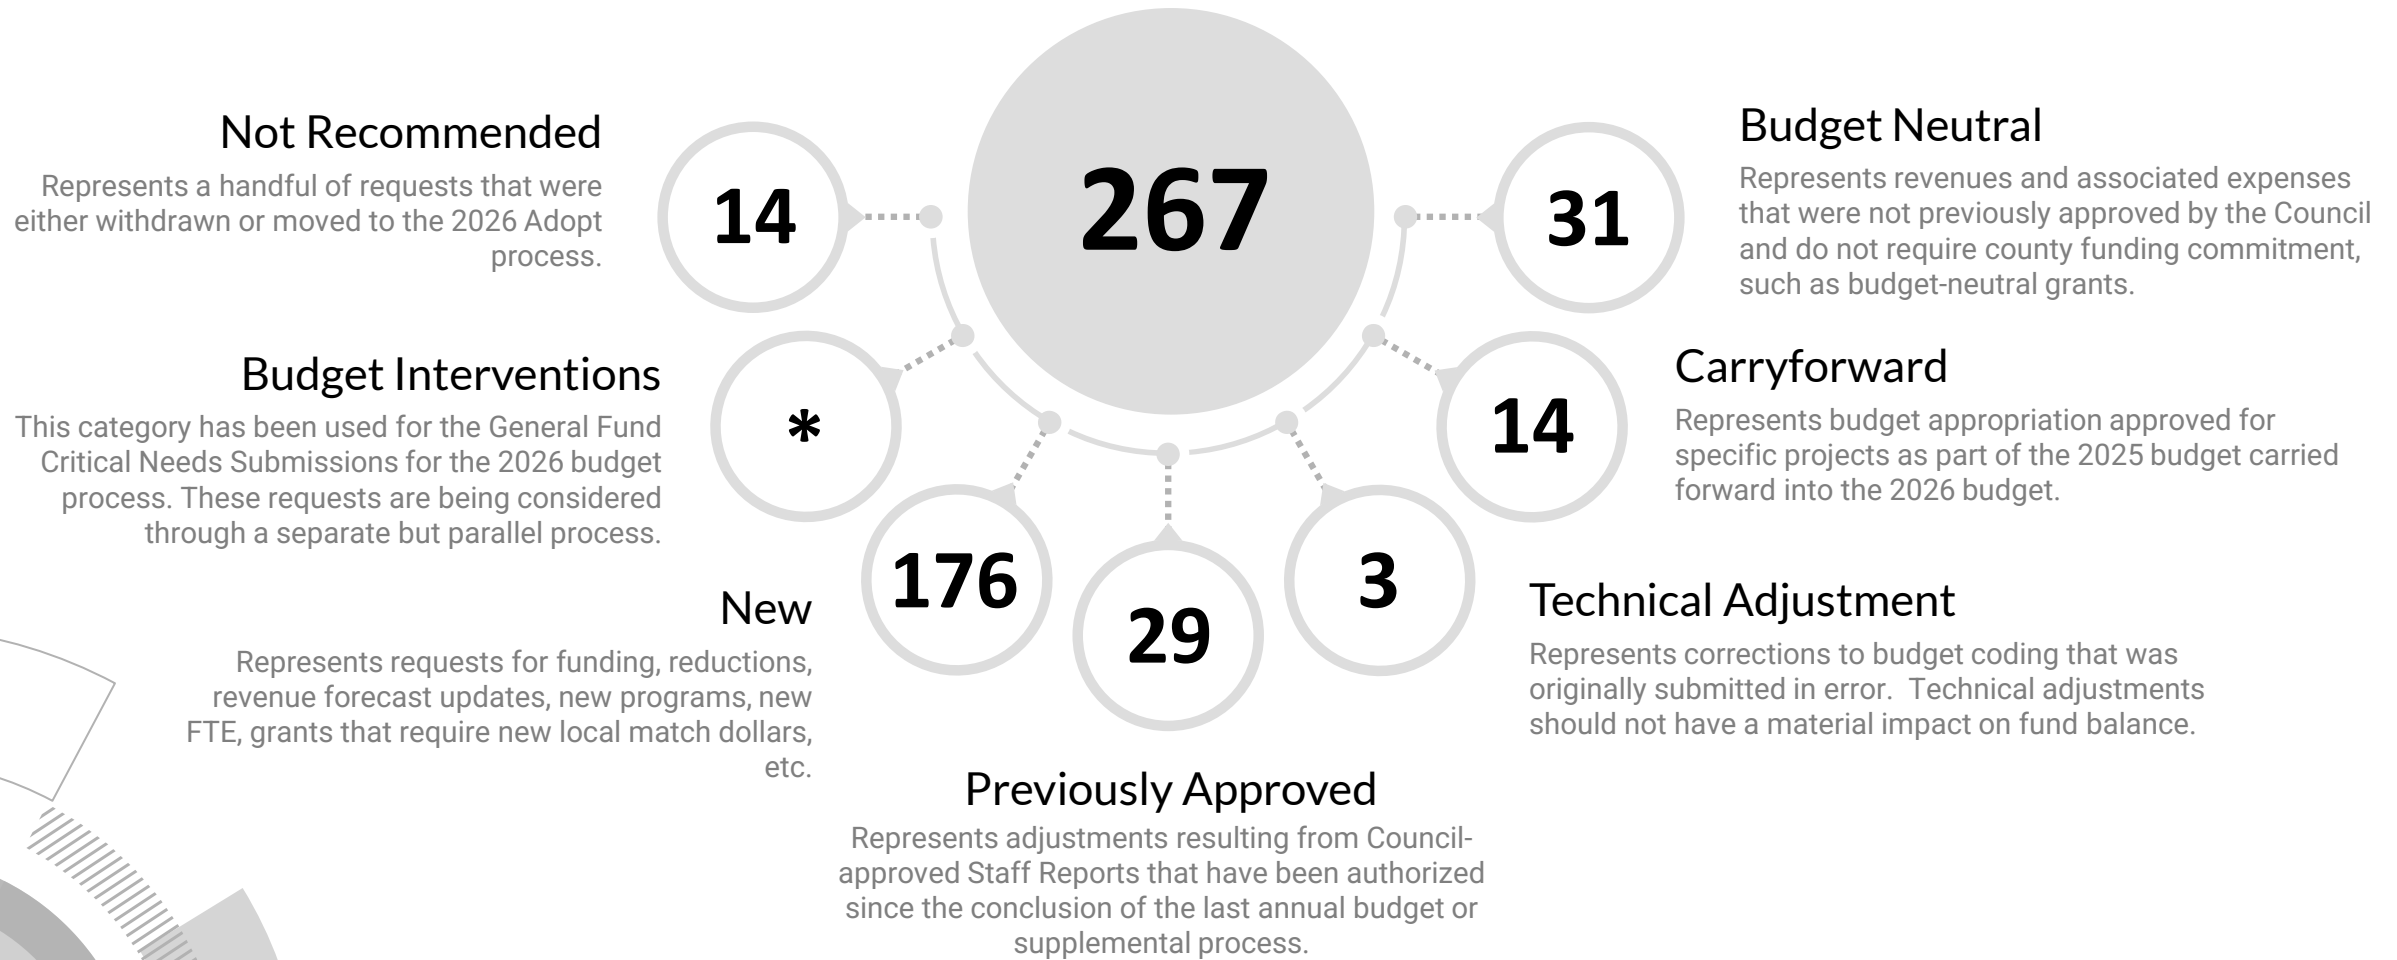 267
Not Recommended
Represents a handful of requests that were
either withdrawn or moved to the 2026 Adopt
process.
14
Budget Interventions
This category has been used for the General Fund
Critical Needs Submissions for the 2026 budget
process. These requests are being considered
through a separate but parallel process.
*
New
Represents requests for funding, reductions,
revenue forecast updates, new programs, new
FTE, grants that require new local match dollars,
etc.
176
29
Previously Approved
Represents adjustments resulting from Council-
approved Staff Reports that have been authorized
since the conclusion of the last annual budget or
supplemental process.
3
Technical Adjustment
Represents corrections to budget coding that was
originally submitted in error.  Technical adjustments
should not have a material impact on fund balance.
14
Carryforward
Represents budget appropriation approved for
specific projects as part of the 2025 budget carried
forward into the 2026 budget.
31
Budget Neutral
Represents revenues and associated expenses
that were not previously approved by the Council
and do not require county funding commitment,
such as budget-neutral grants.